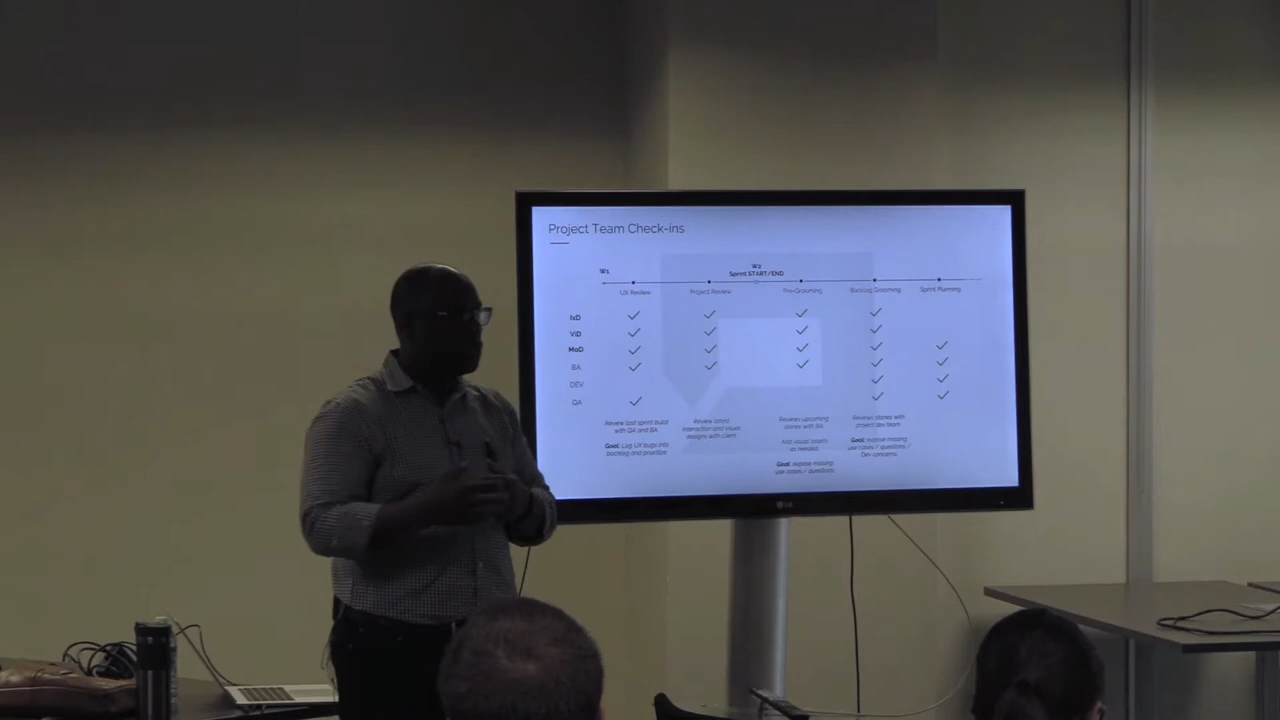 Project Team Check-ins
W1
W2
Sprint START/END
UX Review
Project Review
Pre-Grooming
Backlog Grooming
Sprint Planning
IxD
ViD
MoD
BA
DEV
QA
Review last sprint build
with QA and BA
Goal: Log UX bugs into
backlog and prioritize
Review latest
interaction and visual
designs with client
Reviews upcoming
stories with BA
Add visual assets
as needed
Goal: expose missing
use cases / questions
Reviews stories with
project dev team
Goal: expose missing
use cases / questions /
Dev concerns
LG